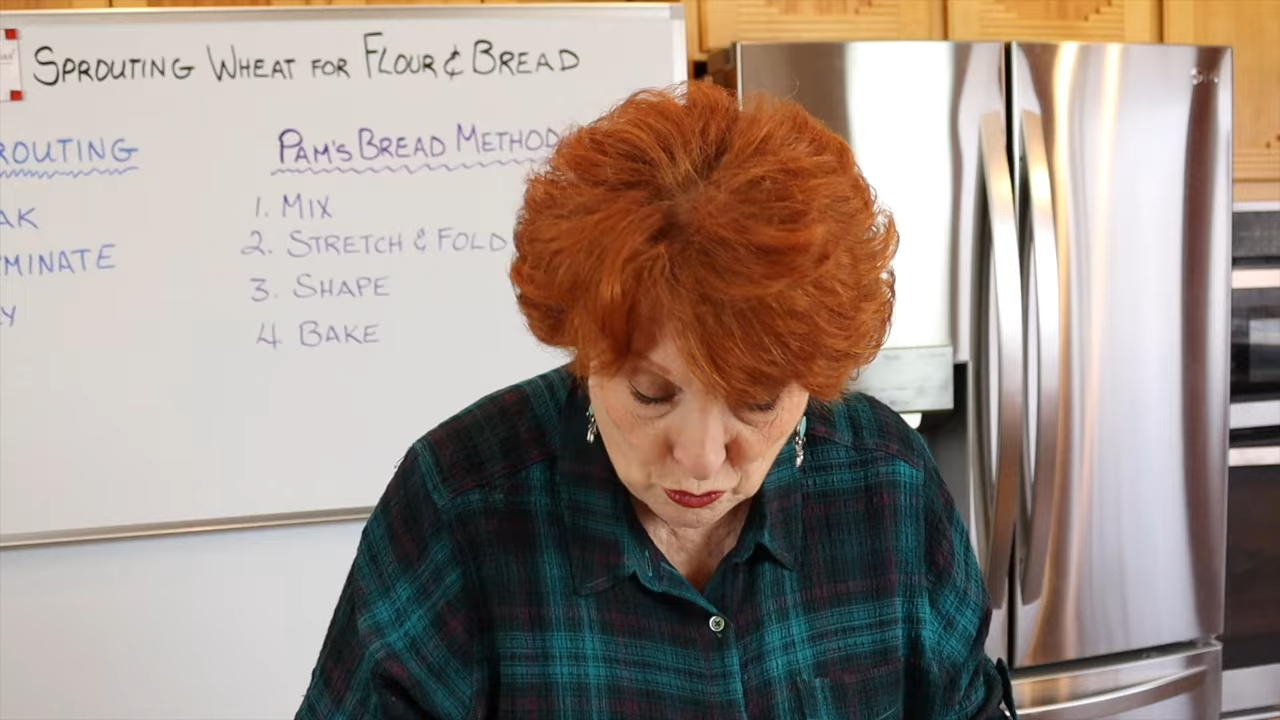 SPROUTING WHEAT FOR FLOUR & BREAD
ROUTING
AK
MINATE
Y
PAM'S BREAD METHOD
1. MIX
2. STRETCH & FOLD
3. SHAPE
4 BAKE